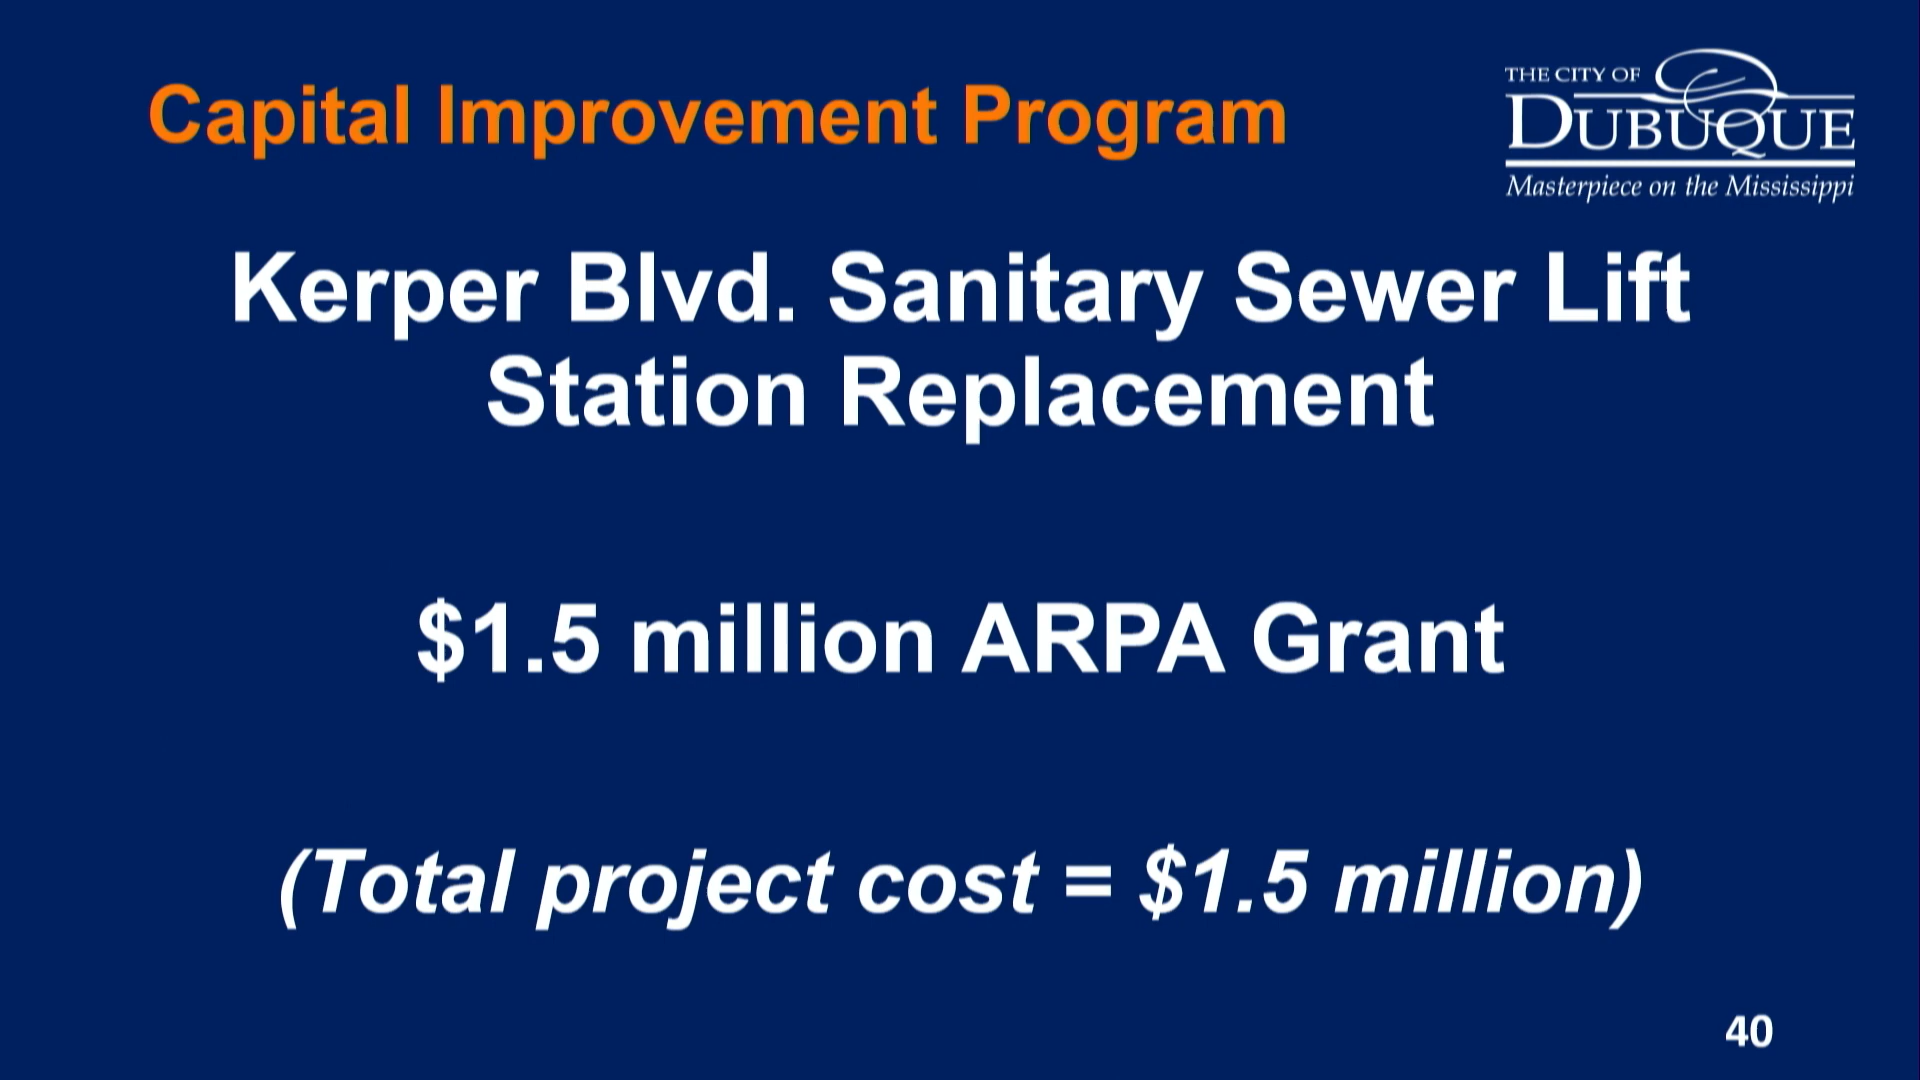 Capital Improvement Program
THE CITY OF
DUBUQUE
Masterpiece on the Mississippi
Kerper Blvd. Sanitary Sewer Lift
Station Replacement
$1.5 million ARPA Grant
(Total project cost = $1.5 million)
40